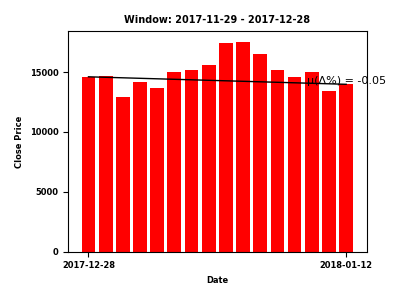 Window: 2017-11-29 - 2017-12-28
Close Price
15000
10000
5000
0
μ(Δ%) = -0.05
2017-12-28
2018-01-12
Date